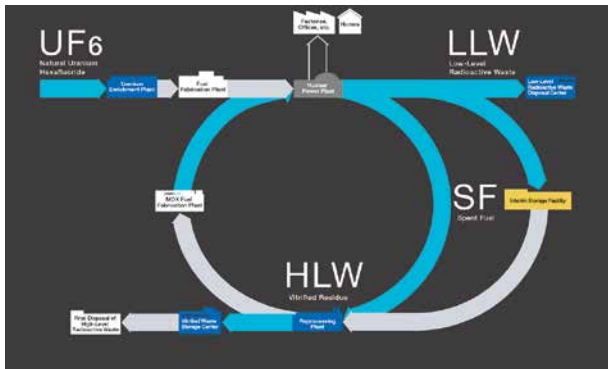 UF6
Natural Uranium
Hexafluoride
Uranium
Enrichment Plant
Fuel
Fabrication Plant
Factories,
Offices, etc.
Homes
Nuclear
Power Plant
LLW
Low-Level
Radioactive Waste
Low-Level
Radioactive Waste
Disposal Center
MOX Fuel
Fabrication Plant
SF
Spent Fuel
Interim Storage Facility
HLW
Vitrified Residue
Final Disposal of
High-Level
Radioactive Waste
Vitrified Waste
Storage Center
Reprocessing
Plant